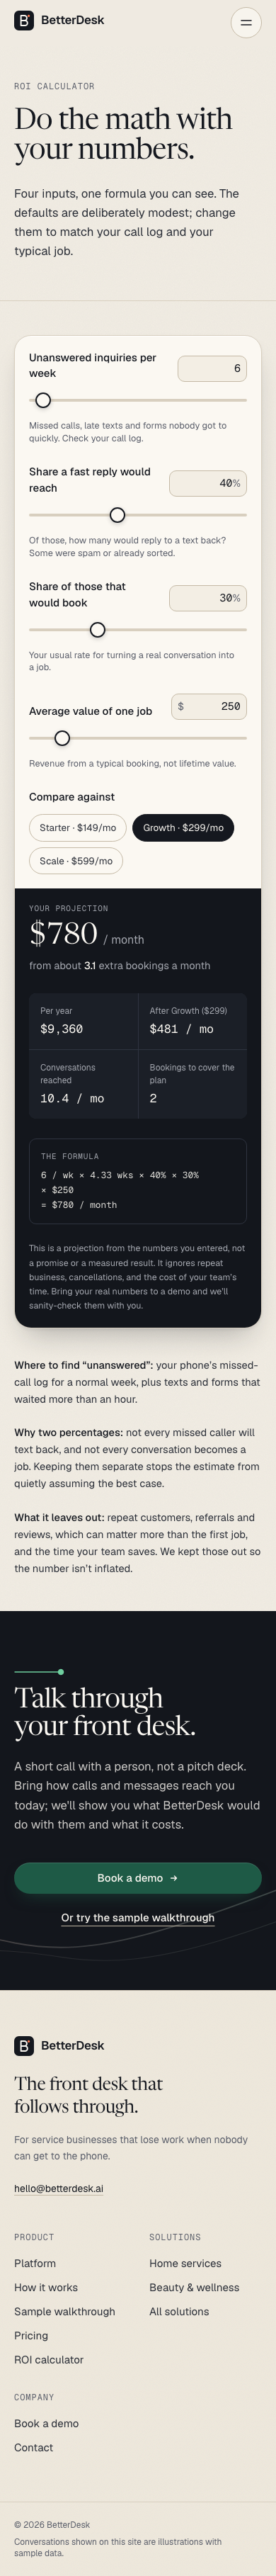 BetterDesk
ROI CALCULATOR
Do the math with
your numbers.
Four inputs, one formula you can see. The
defaults are deliberately modest; change
them to match your call log and your
typical job.
Unanswered inquiries per
week
6
Missed calls, late texts and forms nobody got to
quickly. Check your call log.
Share a fast reply would
reach
40%
Of those, how many would reply to a text back?
Some were spam or already sorted.
Share of those that
would book
30%
Your usual rate for turning a real conversation into
a job.
Average value of one job
$ 250
Revenue from a typical booking, not lifetime value.
Compare against
Starter · $149/mo
Growth · $299/mo
Scale · $599/mo
YOUR PROJECTION
$780 / month
from about 3.1 extra bookings a month
Per year
$9,360
After Growth ($299)
$481 / mo
Conversations
reached
10.4 / mo
Bookings to cover the
plan
2
THE FORMULA
6 / wk × 4.33 wks × 40% × 30%
× $250
= $780 / month
This is a projection from the numbers you entered, not
a promise or a measured result. It ignores repeat
business, cancellations, and the cost of your team's
time. Bring your real numbers to a demo and we'll
sanity-check them with you.
Where to find “unanswered”: your phone's missed-
call log for a normal week, plus texts and forms that
waited more than an hour.
Why two percentages: not every missed caller will
text back, and not every conversation becomes a
job. Keeping them separate stops the estimate from
quietly assuming the best case.
What it leaves out: repeat customers, referrals and
reviews, which can matter more than the first job,
and the time your team saves. We kept those out so
the number isn't inflated.
Talk through
your front desk.
A short call with a person, not a pitch deck.
Bring how calls and messages reach you
today; we'll show you what BetterDesk would
do with them and what it costs.
Book a demo →
Or try the sample walkthrough
BetterDesk
The front desk that
follows through.
For service businesses that lose work when nobody
can get to the phone.
hello@betterdesk.ai
PRODUCT
Platform
How it works
Sample walkthrough
Pricing
ROI calculator
SOLUTIONS
Home services
Beauty & wellness
All solutions
COMPANY
Book a demo
Contact
© 2026 BetterDesk
Conversations shown on this site are illustrations with
sample data.